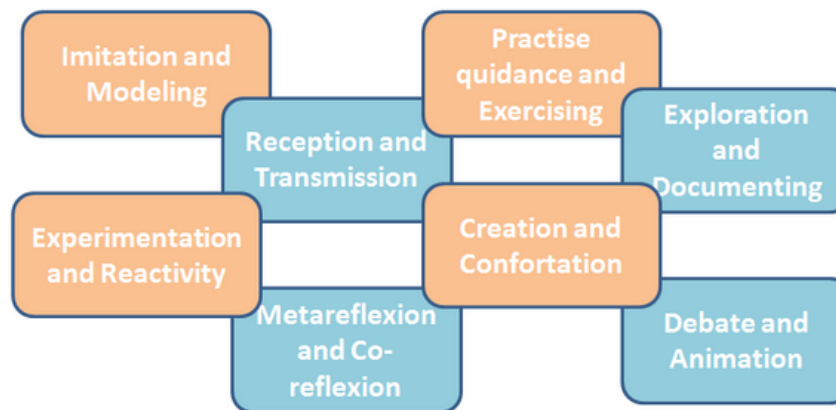 Imitation and
Modeling
Practise
quidance and
Exercising
Reception and
Transmission
Exploration
and
Documenting
Experimentation
and Reactivity
Creation and
Confortation
Metareflexion
and Co-
reflexion
Debate and
Animation